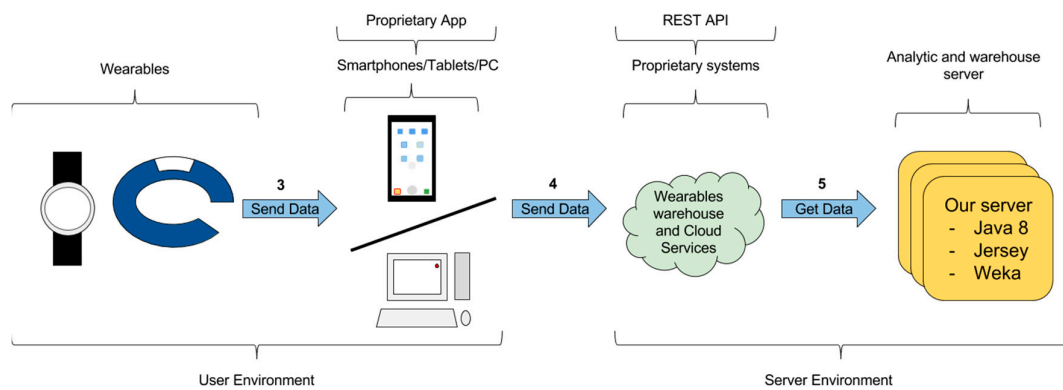 Proprietary App
REST API
Wearables
Smartphones/Tablets/PC
Proprietary systems
Analytic and warehouse
server
3
Send Data
4
Send Data
Wearables
warehouse
and Cloud
Services
5
Get Data
Our server
- Java 8
- Jersey
- Weka
User Environment
Server Environment